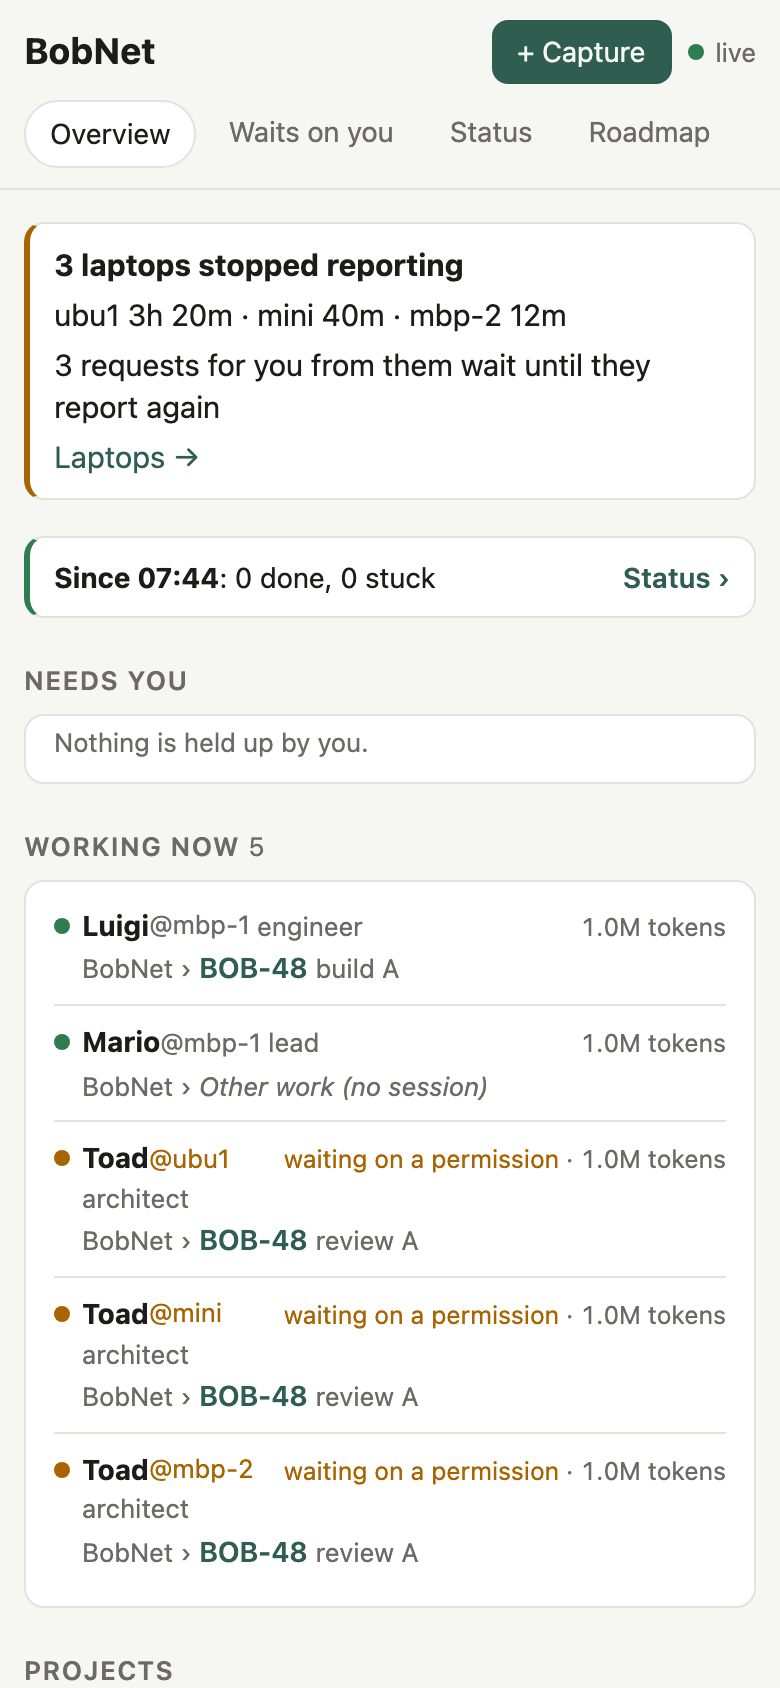 BobNet
+ Capture
live
Overview
Waits on you
Status
Roadmap
3 laptops stopped reporting
ubu1 3h 20m · mini 40m · mbp-2 12m
3 requests for you from them wait until they
report again
Laptops →
Since 07:44: 0 done, 0 stuck
Status ›
NEEDS YOU
Nothing is held up by you.
WORKING NOW 5
Luigi@mbp-1 engineer
1.0M tokens
BobNet › BOB-48 build A
Mario@mbp-1 lead
1.0M tokens
BobNet › Other work (no session)
Toad@ubu1
waiting on a permission · 1.0M tokens
architect
BobNet › BOB-48 review A
Toad@mini
waiting on a permission · 1.0M tokens
architect
BobNet › BOB-48 review A
Toad@mbp-2
waiting on a permission · 1.0M tokens
architect
BobNet › BOB-48 review A
PROJECTS